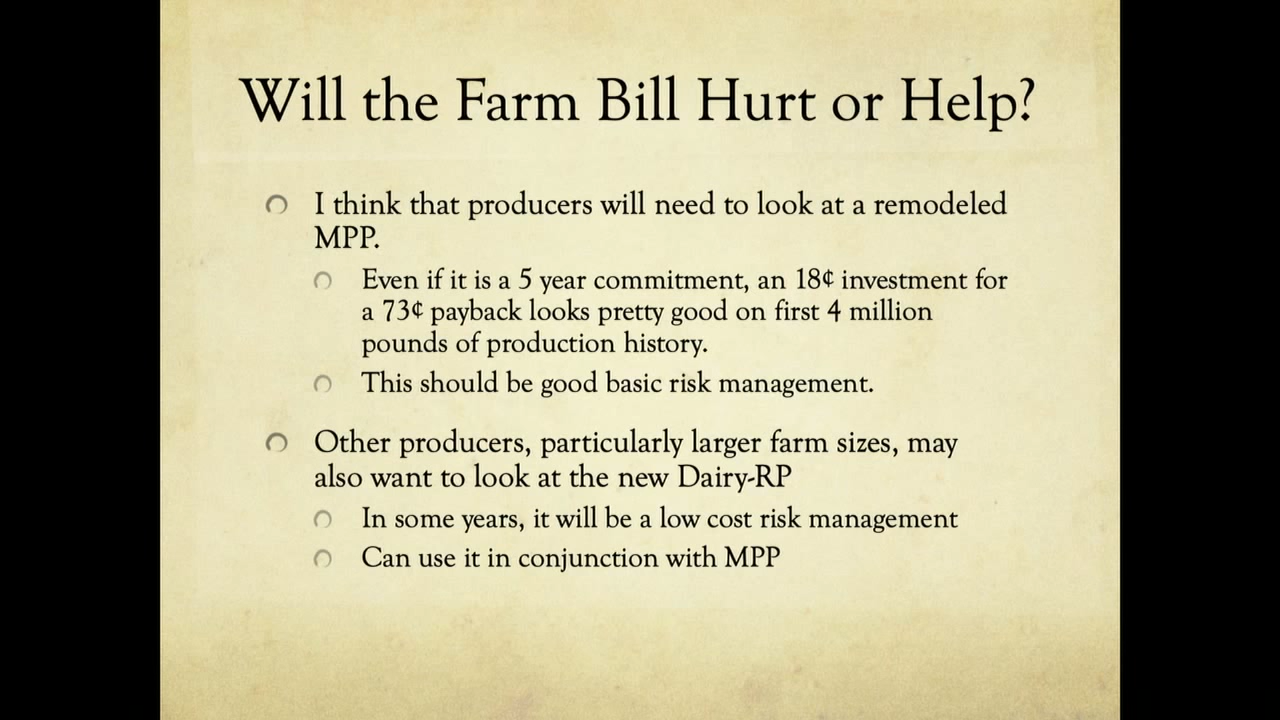 Will the Farm Bill Hurt or Help?
I think that producers will need to look at a remodeled
MPP.
Even if it is a 5 year commitment, an 18¢ investment for
a 73¢ payback looks pretty good on first 4 million
pounds of production history.
This should be good basic risk management.
Other producers, particularly larger farm sizes, may
also want to look at the new Dairy-RP
In some years, it will be a low cost risk management
Can use it in conjunction with MPP